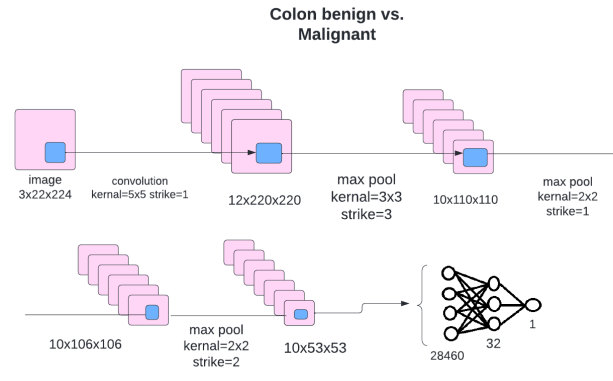 Colon benign vs.
Malignant
image
3x22x224
convolution
kernal=5x5 strike=1
12x220x220
max pool
kernal=3x3
strike=3
10x110x110
max pool
kernal=2x2
strike=1
10x106x106
max pool
kernal=2x2
strike=2
10x53x53
28460
32
1